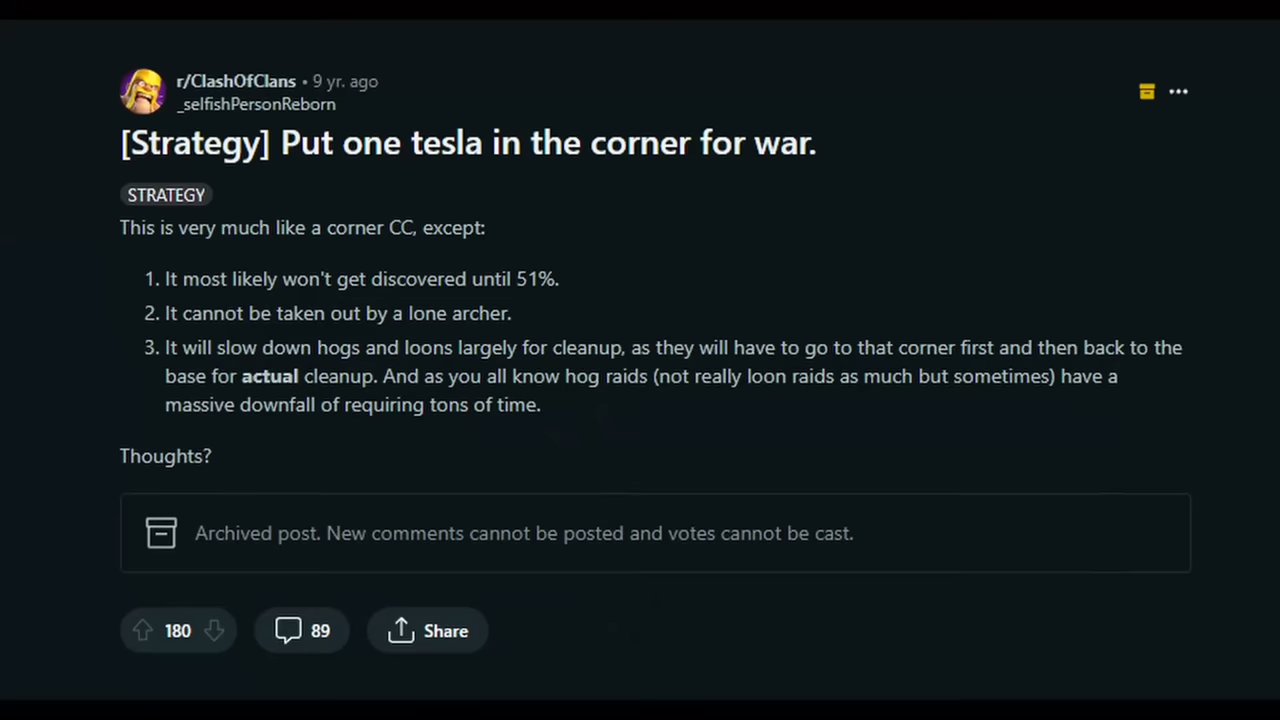 r/ClashOfClans • 9 yr. ago
_selfishPersonReborn
[Strategy] Put one tesla in the corner for war.
STRATEGY
This is very much like a corner CC, except:
1. It most likely won't get discovered until 51%.
2. It cannot be taken out by a lone archer.
3. It will slow down hogs and loons largely for cleanup, as they will have to go to that corner first and then back to the
base for actual cleanup. And as you all know hog raids (not really loon raids as much but sometimes) have a
massive downfall of requiring tons of time.
Thoughts?
Archived post. New comments cannot be posted and votes cannot be cast.
180 89 Share